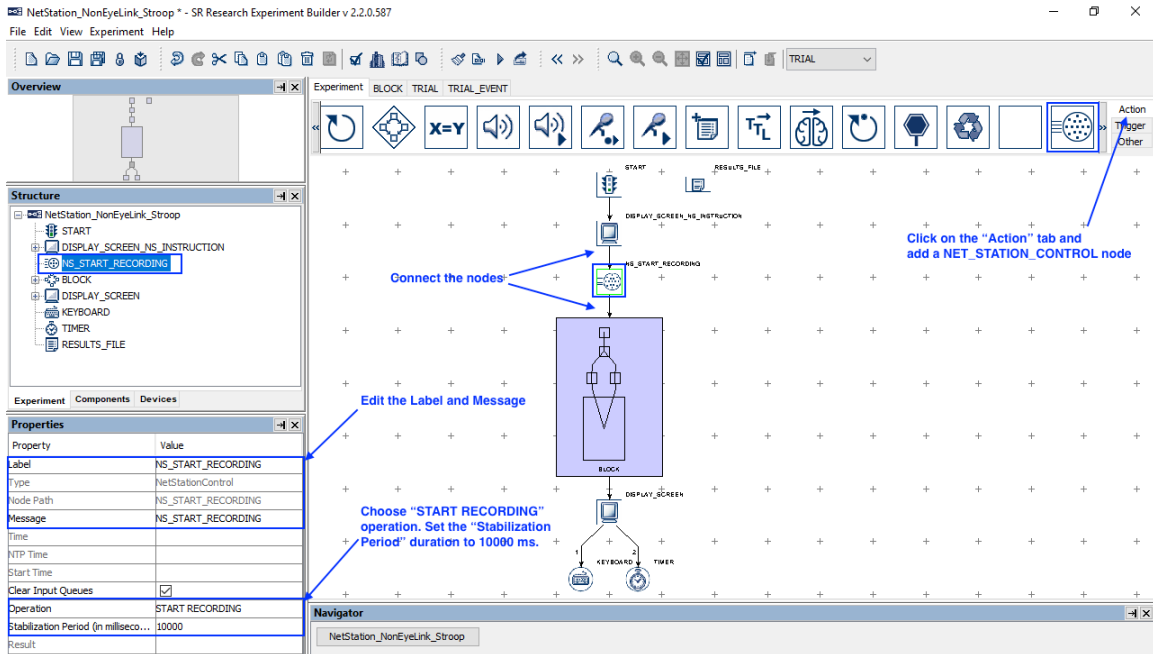 NetStation_NonEyeLink_Stroop * - SR Research Experiment Builder v 2.2.0.587
File Edit View Experiment Help
TRIAL
Overview
Experiment BLOCK TRIAL TRIAL_EVENT
X=Y
TTL
Action
Trigger
Other
Structure
NetStation_NonEyeLink_Stroop
START
DISPLAY_SCREEN_NS_INSTRUCTION
NS_START_RECORDING
BLOCK
DISPLAY_SCREEN
KEYBOARD
TIMER
RESULTS_FILE
Experiment Components Devices
START
RESULTS_FILE
DISPLAY_SCREEN_NS_INSTRUCTION
Click on the "Action" tab and
add a NET_STATION_CONTROL node
NS_START_RECORDING
Connect the nodes
BLOCK
DISPLAY_SCREEN
1
2
KEYBOARD
TIMER
Edit the Label and Message
Choose "START RECORDING"
operation. Set the "Stabilization
Period" duration to 10000 ms.
Properties
Property Value
Label NS_START_RECORDING
Type NetStationControl
Node Path NS_START_RECORDING
Message NS_START_RECORDING
Time
NTP Time
Start Time
Clear Input Queues
Operation START RECORDING
Stabilization Period (in milliseco... 10000
Result
Navigator
NetStation_NonEyeLink_Stroop